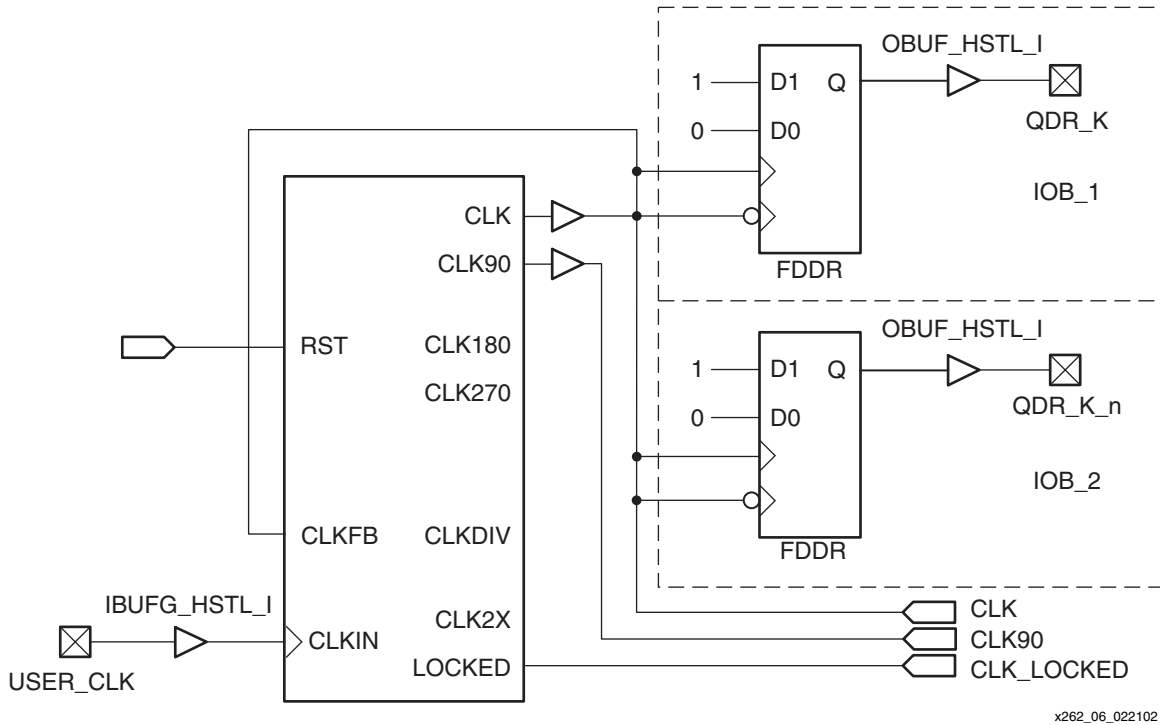 OBUF_HSTL_I
1 D1 Q
0 D0
QDR_K
IOB_1
FDDR
CLK
CLK90
RST
CLK180
CLK270
CLKFB
CLKDIV
CLK2X
CLKIN
LOCKED
IBUFG_HSTL_I
USER_CLK
OBUF_HSTL_I
1 D1 Q
0 D0
QDR_K_n
IOB_2
FDDR
CLK
CLK90
CLK_LOCKED
x262_06_022102